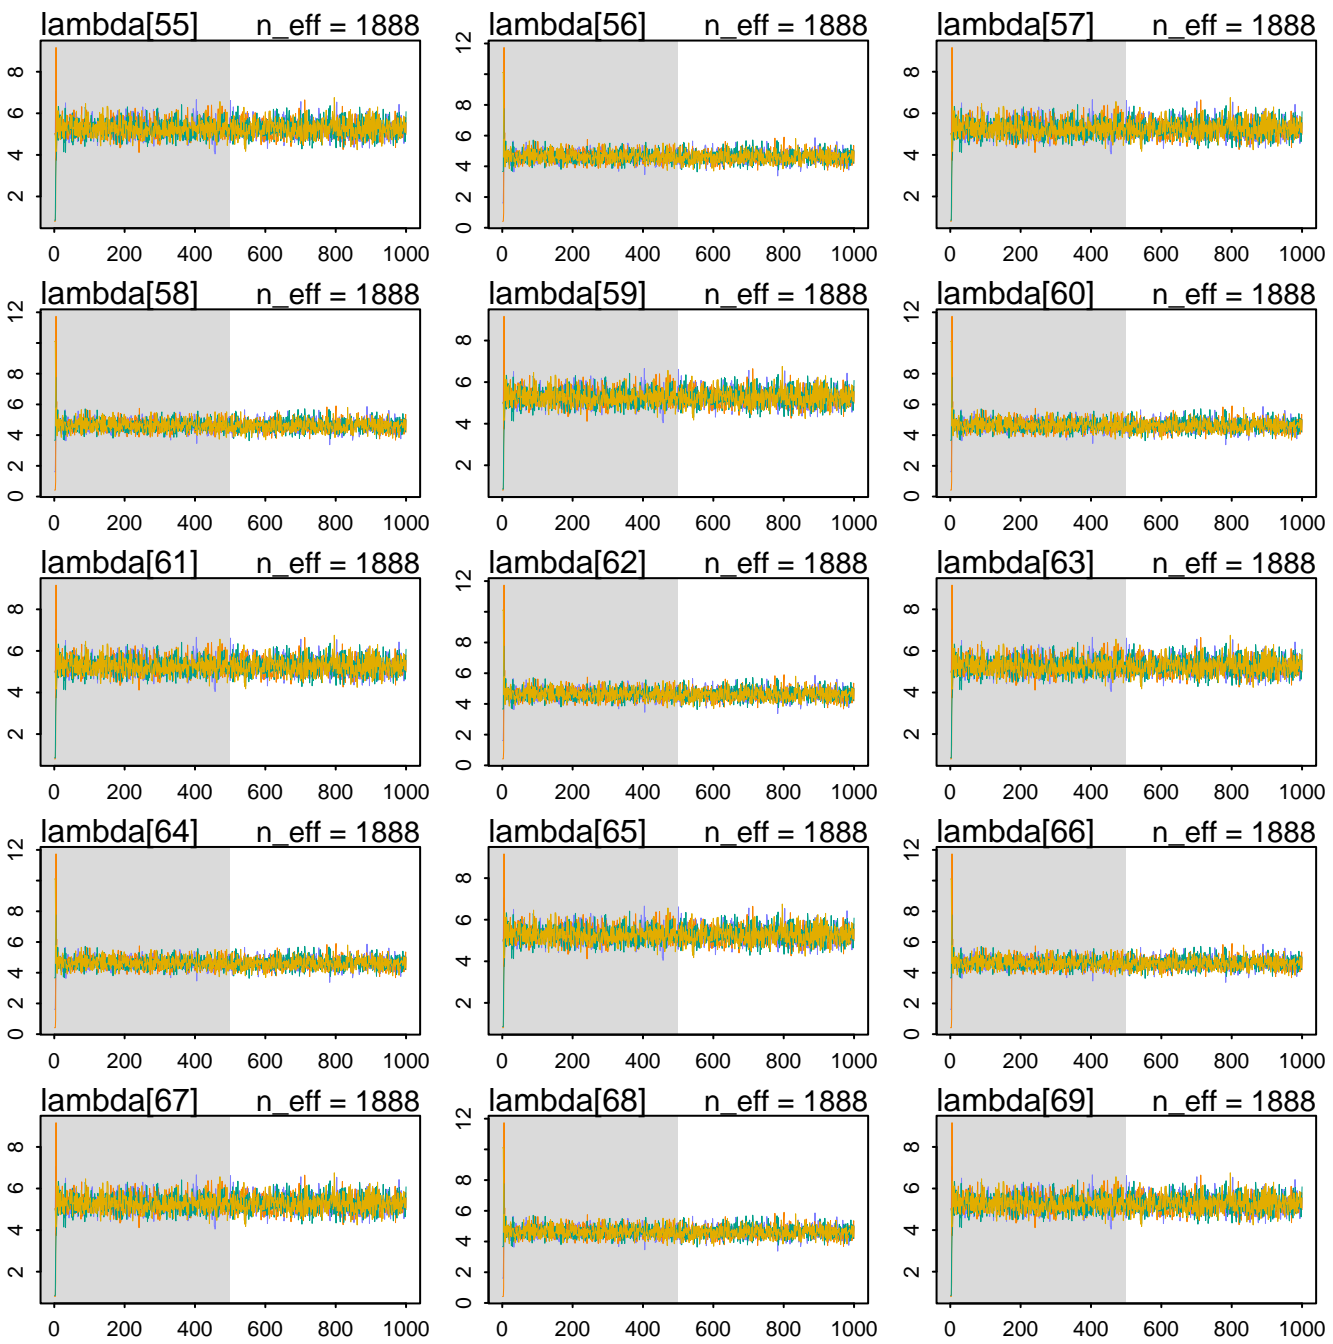 lambda[55] n_eff = 1888 lambda[56] n_eff = 1888 lambda[57] n_eff = 1888
2 4 6 8
0 2 4 6 8 12
2 4 6 8
0 200 400 600 800 1000 0 200 400 600 800 1000 0 200 400 600 800 1000
lambda[58] n_eff = 1888 lambda[59] n_eff = 1888 lambda[60] n_eff = 1888
0 2 4 6 8 12
2 4 6 8
0 2 4 6 8 12
0 200 400 600 800 1000 0 200 400 600 800 1000 0 200 400 600 800 1000
lambda[61] n_eff = 1888 lambda[62] n_eff = 1888 lambda[63] n_eff = 1888
2 4 6 8
0 2 4 6 8 12
2 4 6 8
0 200 400 600 800 1000 0 200 400 600 800 1000 0 200 400 600 800 1000
lambda[64] n_eff = 1888 lambda[65] n_eff = 1888 lambda[66] n_eff = 1888
0 2 4 6 8 12
2 4 6 8
0 2 4 6 8 12
0 200 400 600 800 1000 0 200 400 600 800 1000 0 200 400 600 800 1000
lambda[67] n_eff = 1888 lambda[68] n_eff = 1888 lambda[69] n_eff = 1888
2 4 6 8
0 2 4 6 8 12
2 4 6 8
0 200 400 600 800 1000 0 200 400 600 800 1000 0 200 400 600 800 1000